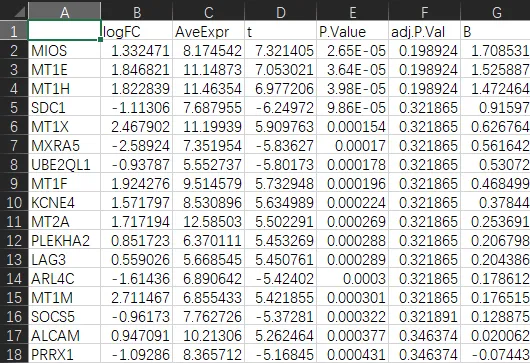 A B C D E F G
1 logFC AveExpr t P.Value adj.P.Val B
2 MIOS 1.332471 8.174542 7.321405 2.65E-05 0.198924 1.708531
3 MT1E 1.846821 11.14873 7.053021 3.64E-05 0.198924 1.525887
4 MT1H 1.822839 11.46354 6.977206 3.98E-05 0.198924 1.472464
5 SDC1 -1.11306 7.687955 -6.24972 9.86E-05 0.321865 0.91597
6 MT1X 2.467902 11.19939 5.909763 0.000154 0.321865 0.626764
7 MXRA5 -2.58924 7.351954 -5.83627 0.00017 0.321865 0.561642
8 UBE2QL1 -0.93787 5.552737 -5.80173 0.000178 0.321865 0.53072
9 MT1F 1.924276 9.514579 5.732948 0.000196 0.321865 0.468499
10 KCNE4 1.571797 8.530896 5.634989 0.000224 0.321865 0.37844
11 MT2A 1.717194 12.58503 5.502291 0.000269 0.321865 0.253691
12 PLEKHA2 0.851723 6.370111 5.453269 0.000288 0.321865 0.206798
13 LAG3 0.559026 5.668545 5.450761 0.000289 0.321865 0.204386
14 ARL4C -1.61436 6.890642 -5.42402 0.0003 0.321865 0.178612
15 MT1M 2.711467 6.855433 5.421855 0.000301 0.321865 0.176515
16 SOCS5 -0.96173 7.762726 -5.37281 0.000322 0.321891 0.128875
17 ALCAM 0.947091 10.21306 5.262464 0.000377 0.346374 0.020062
18 PRRX1 -1.09286 8.365712 -5.16845 0.000431 0.346374 -0.07443